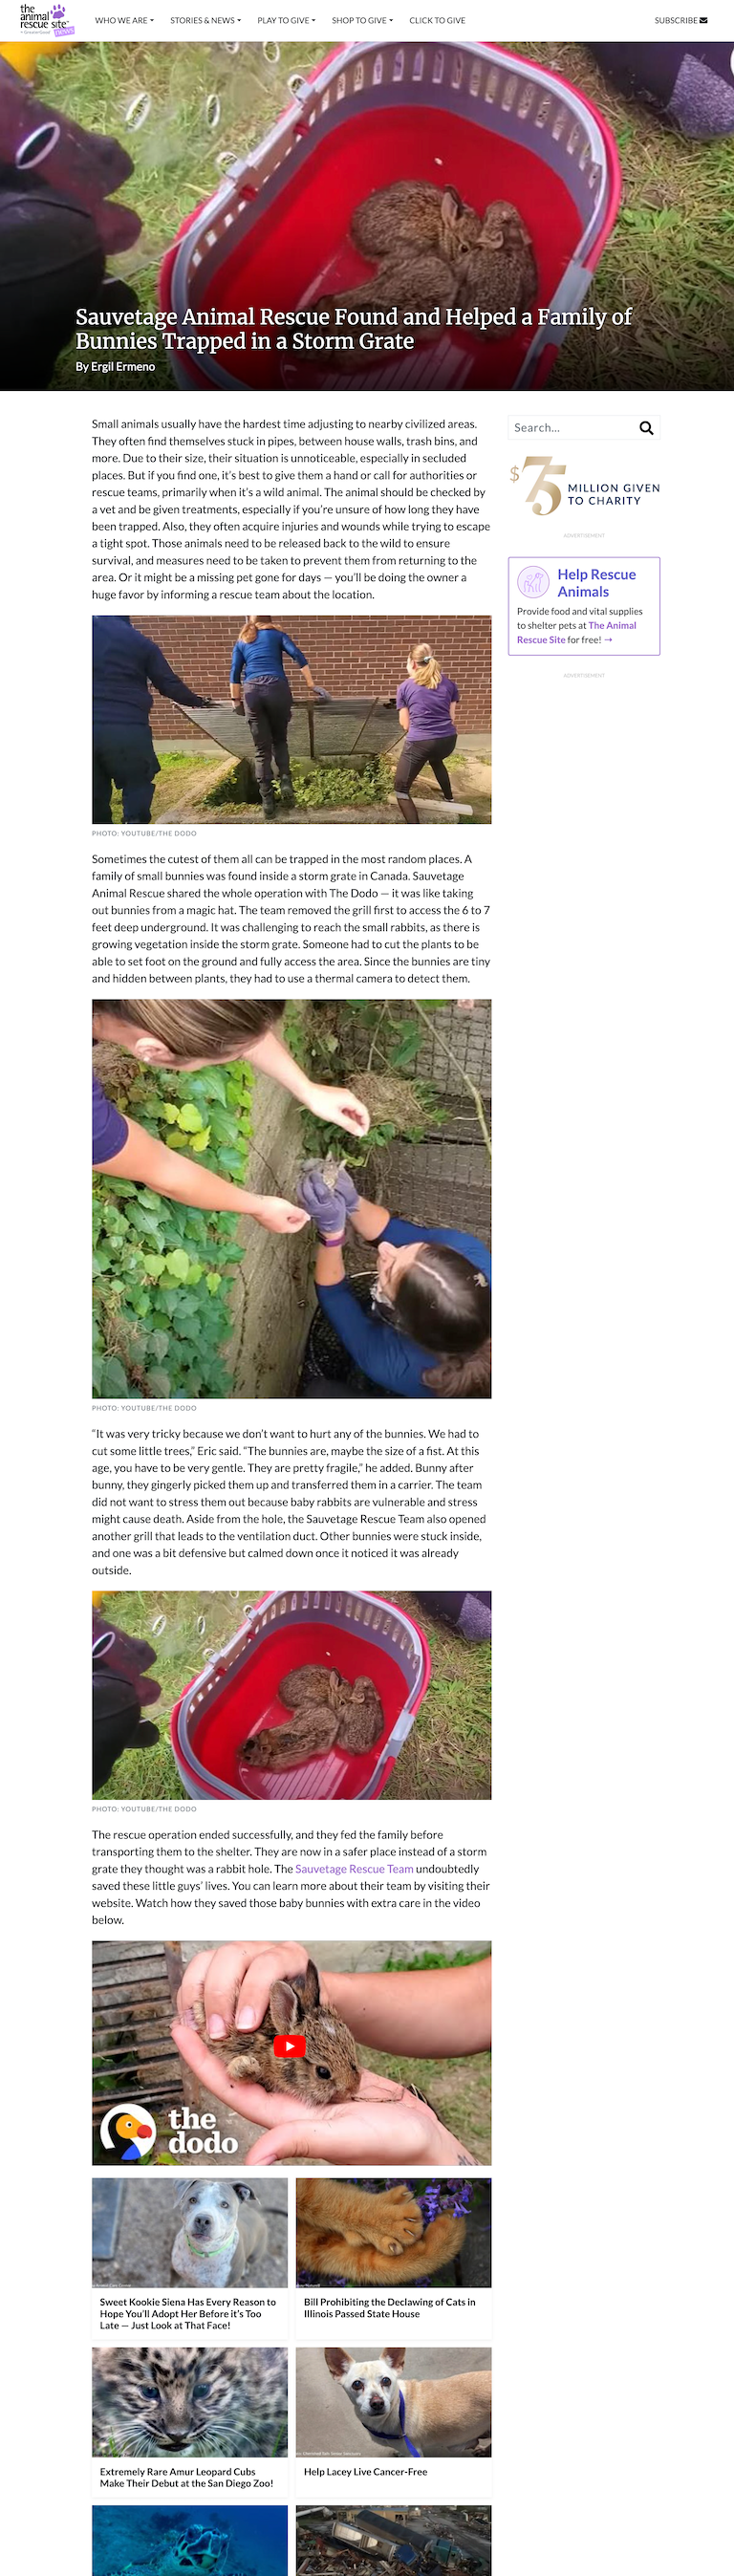 the
animal
rescue site
news
WHO WE ARE
STORIES & NEWS
PLAY TO GIVE
SHOP TO GIVE
CLICK TO GIVE
SUBSCRIBE
Sauvetage Animal Rescue Found and Helped a Family of
Bunnies Trapped in a Storm Grate
By Ergil Ermeno
Small animals usually have the hardest time adjusting to nearby civilized areas.
They often find themselves stuck in pipes, between house walls, trash bins, and
more. Due to their size, their situation is unnoticeable, especially in secluded
places. But if you find one, it’s best to give them a hand or call for authorities or
rescue teams, primarily when it’s a wild animal. The animal should be checked by
a vet and be given treatments, especially if you’re unsure of how long they have
been trapped. Also, they often acquire injuries and wounds while trying to escape
a tight spot. Those animals need to be released back to the wild to ensure
survival, and measures need to be taken to prevent them from returning to the
area. Or it might be a missing pet gone for days — you’ll be doing the owner a
huge favor by informing a rescue team about the location.
PHOTO: YOUTUBE/THE DODO
Sometimes the cutest of them all can be trapped in the most random places. A
family of small bunnies was found inside a storm grate in Canada. Sauvetage
Animal Rescue shared the whole operation with The Dodo — it was like taking
out bunnies from a magic hat. The team removed the grill first to access the 6 to 7
feet deep underground. It was challenging to reach the small rabbits, as there is
growing vegetation inside the storm grate. Someone had to cut the plants to be
able to set foot on the ground and fully access the area. Since the bunnies are tiny
and hidden between plants, they had to use a thermal camera to detect them.
PHOTO: YOUTUBE/THE DODO
“It was very tricky because we don’t want to hurt any of the bunnies. We had to
cut some little trees,” Eric said. “The bunnies are, maybe the size of a fist. At this
age, you have to be very gentle. They are pretty fragile,” he added. Bunny after
bunny, they gingerly picked them up and transferred them in a carrier. The team
did not want to stress them out because baby rabbits are vulnerable and stress
might cause death. Aside from the hole, the Sauvetage Rescue Team also opened
another grill that leads to the ventilation duct. Other bunnies were stuck inside,
and one was a bit defensive but calmed down once it noticed it was already
outside.
PHOTO: YOUTUBE/THE DODO
The rescue operation ended successfully, and they fed the family before
transporting them to the shelter. They are now in a safer place instead of a storm
grate they thought was a rabbit hole. The Sauvetage Rescue Team undoubtedly
saved these little guys’ lives. You can learn more about their team by visiting their
website. Watch how they saved those baby bunnies with extra care in the video
below.
the
dodo
Sweet Kookie Siena Has Every Reason to
Hope You’ll Adopt Her Before it’s Too
Late — Just Look at That Face!
Bill Prohibiting the Declawing of Cats in
Illinois Passed State House
Extremely Rare Amur Leopard Cubs
Make Their Debut at the San Diego Zoo!
Help Lacey Live Cancer-Free
Search...
$75 MILLION GIVEN
TO CHARITY
ADVERTISEMENT
Help Rescue
Animals
Provide food and vital supplies
to shelter pets at The Animal
Rescue Site for free! →
ADVERTISEMENT